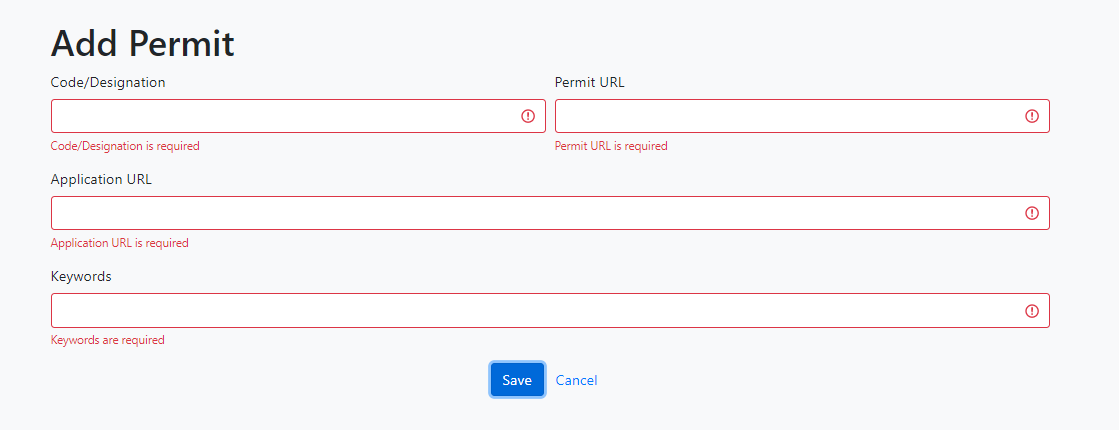 Add Permit
Code/Designation
Permit URL
Code/Designation is required
Permit URL is required
Application URL
Application URL is required
Keywords
Keywords are required
Save
Cancel